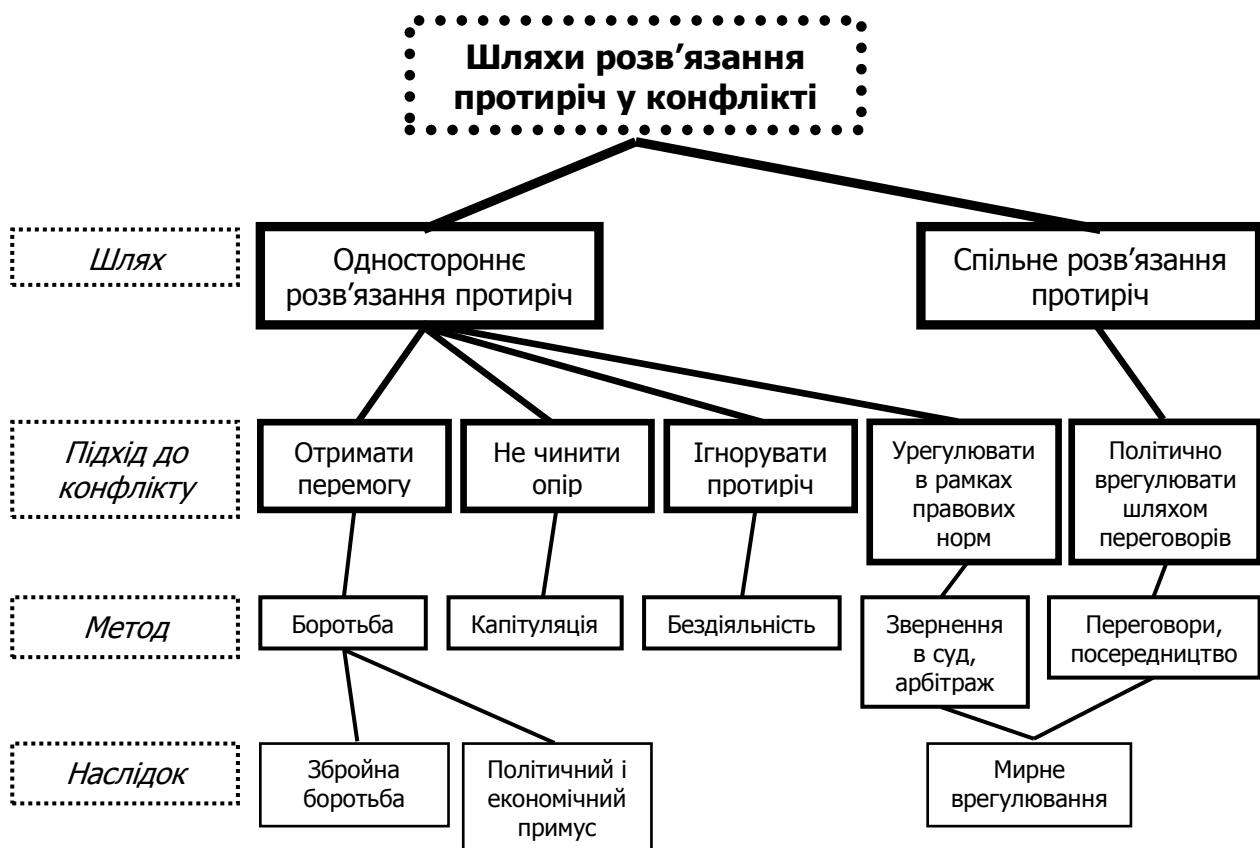 Шляхи розв’язання
протиріч у конфлікті
Шлях
Одностороннє
розв’язання протиріч
Спільне розв’язання
протиріч
Підхід до
конфлікту
Отримати
перемогу
Не чинити
опір
Ігнорувати
протиріч
Урегулювати
в рамках
правових
норм
Політично
врегулювати
шляхом
переговорів
Метод
Боротьба
Капітуляція
Бездіяльність
Звернення
в суд,
арбітраж
Переговори,
посередництво
Наслідок
Збройна
боротьба
Політичний і
економічний
примус
Мирне
врегулювання